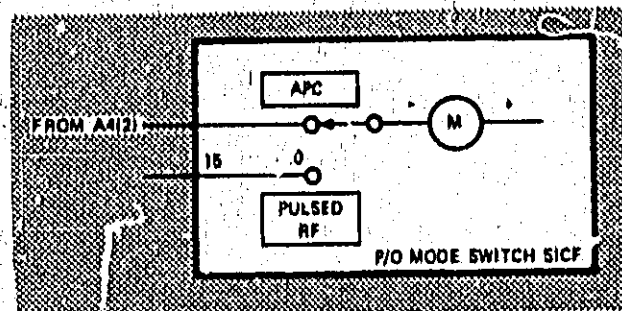 APC
FROM A4(2)
M
15
0
PULSED
RF
P/O MODE SWITCH S1CF